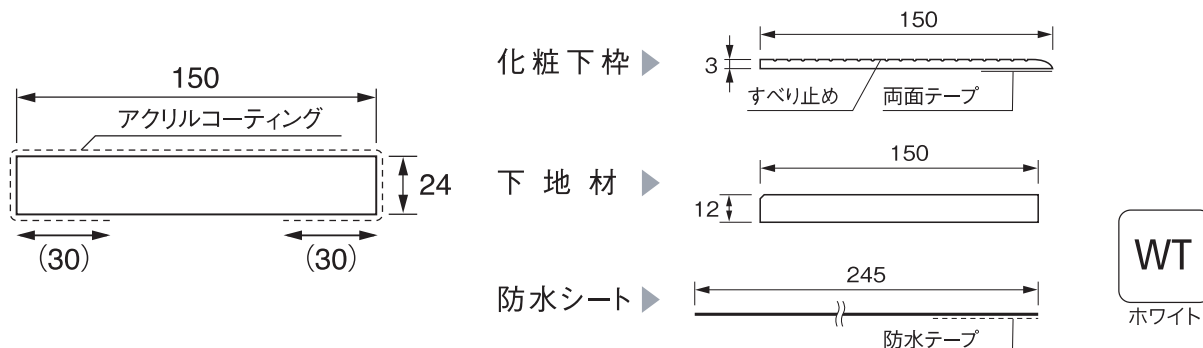 150
アクリルコーティング
24
(30)
(30)
化粧下枠
150
3
すべり止め
両面テープ
下地材
150
12
防水シート
245
防水テープ
WT
ホワイト